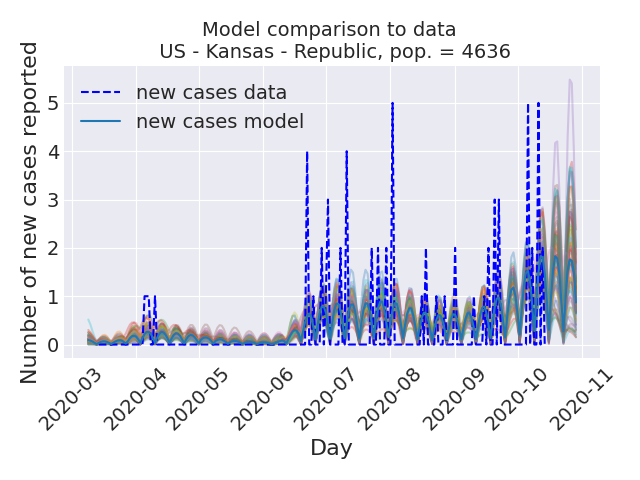 Model comparison to data
US - Kansas - Republic, pop. = 4636
Number of new cases reported
5
4
3
2
1
0
new cases data
new cases model
2020-03
2020-04
2020-05
2020-06
2020-07
2020-08
2020-09
2020-10
2020-11
Day